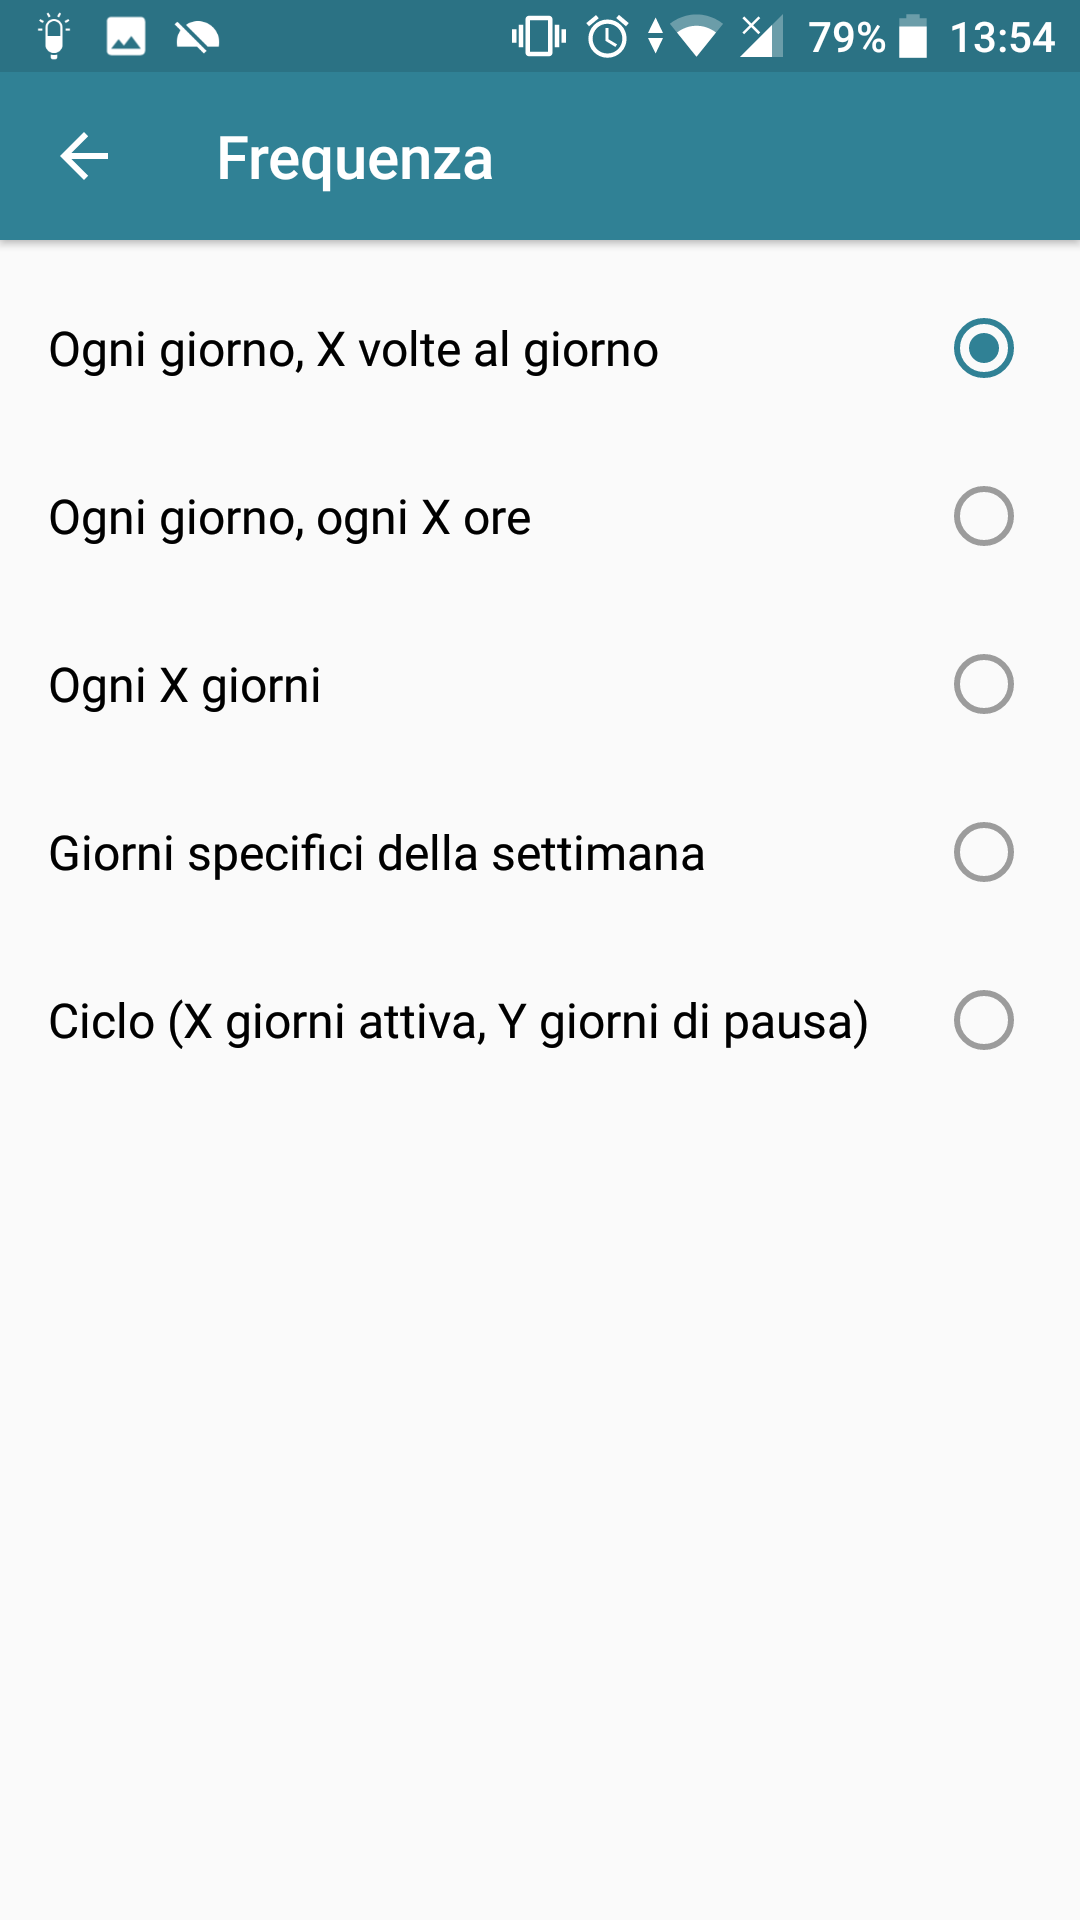 79% 13:54
Frequenza
Ogni giorno, X volte al giorno
Ogni giorno, ogni X ore
Ogni X giorni
Giorni specifici della settimana
Ciclo (X giorni attiva, Y giorni di pausa)